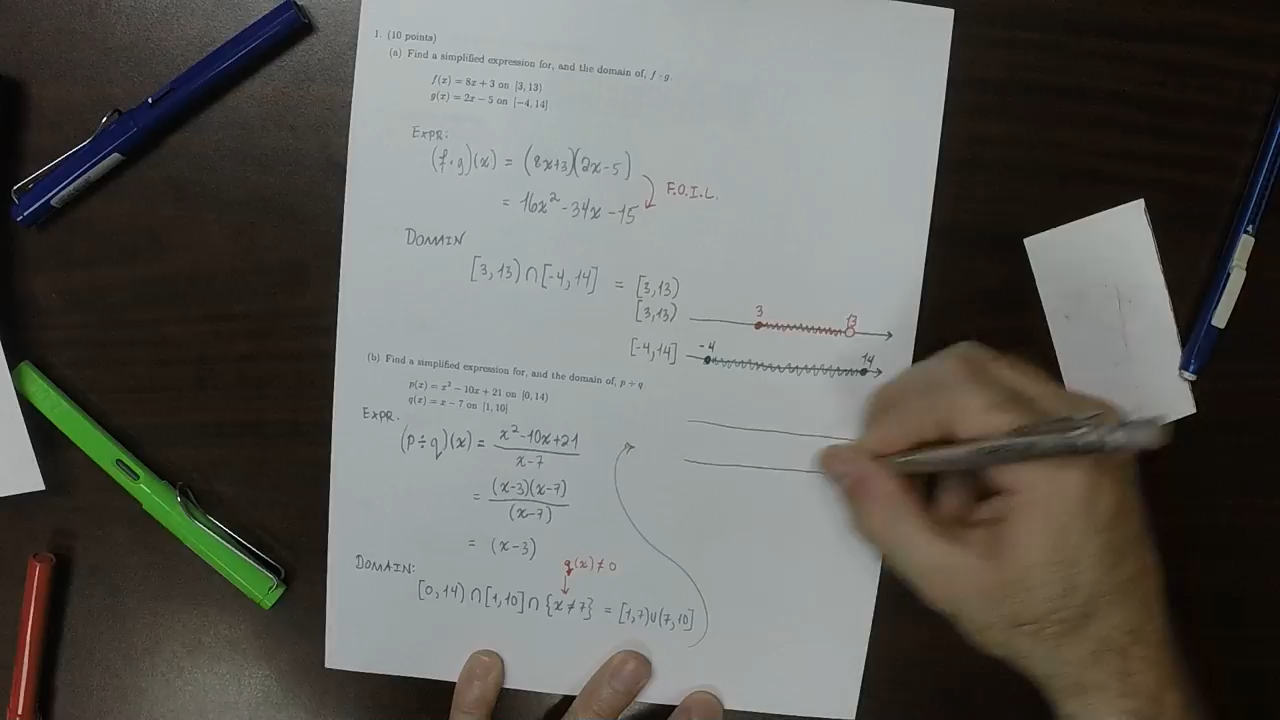 1. (10 points)
(a) Find a simplified expression for, and the domain of, f · g.
f(x) = 8x + 3 on [3, 13)
g(x) = 2x − 5 on [−4, 14]
EXPR:
(f·g)(x) = (8x+3)(2x-5)
F.O.I.L.
= 16x² -34x -15
DOMAIN
[3,13) ∩ [-4,14] = [3,13)
[3,13) 3 13
[-4,14] -4 14
(b) Find a simplified expression for, and the domain of, p ÷ q
p(x) = x² − 10x + 21 on [0, 14)
q(x) = x − 7 on [1, 10]
EXPR.
(p÷q)(x) = x²-10x+21 / x-7
= (x-3)(x-7) / (x-7)
= (x-3)
DOMAIN: q(x) ≠ 0
[0,14) ∩ [1,10] ∩ {x≠7} = [1,7)∪(7,10]